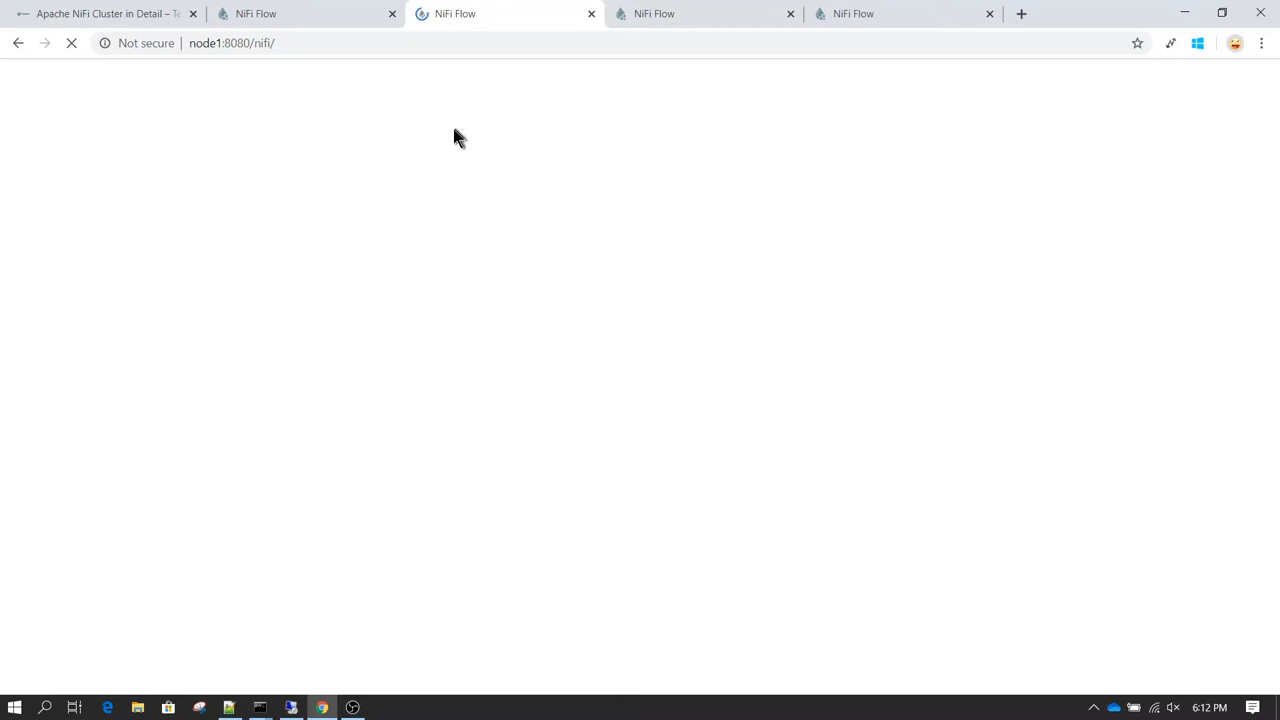 Apache NiFi Cluster in Detail – Te
NiFi Flow
NiFi Flow
NiFi Flow
NiFi Flow
Not secure
node1:8080/nifi/
6:12 PM